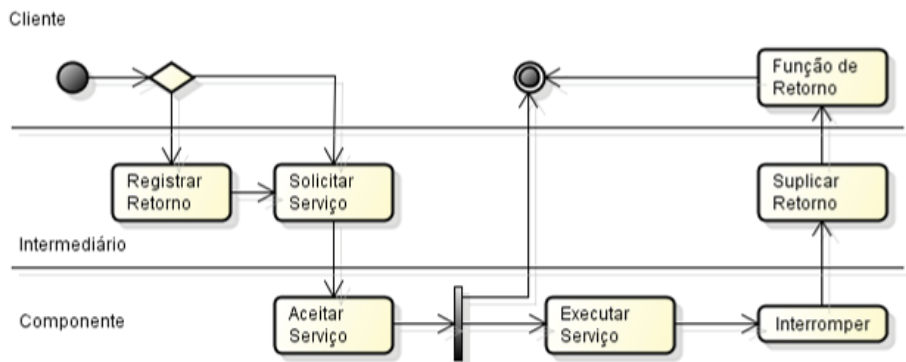 Cliente
Função de
Retorno
Registrar
Retorno
Solicitar
Serviço
Suplicar
Retorno
Intermediário
Aceitar
Serviço
Executar
Serviço
Interromper
Componente